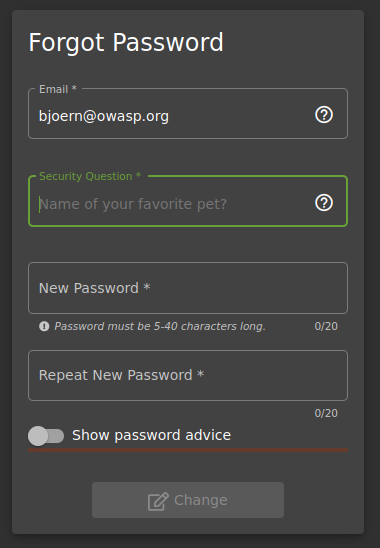 Forgot Password
Email *
bjoern@owasp.org
Security Question *
Name of your favorite pet?
New Password *
Password must be 5-40 characters long. 0/20
Repeat New Password *
0/20
Show password advice
Change